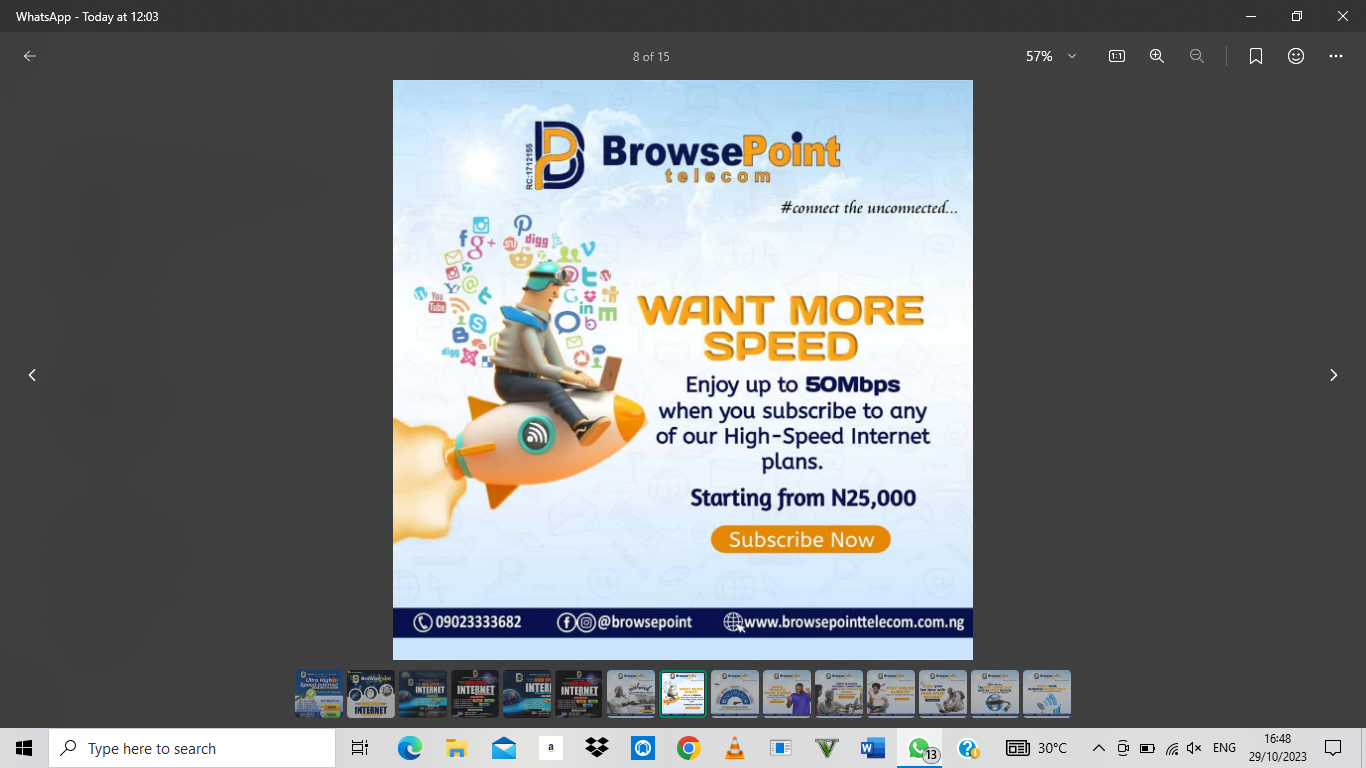 WhatsApp - Today at 12:03
8 of 15
57%
1:1
RC:1712155
BrowsePoint
telecom
#connect the unconnected...
digg
You
Tube
digg
WANT MORE
SPEED
Enjoy up to 50Mbps
when you subscribe to any
of our High-Speed Internet
plans.
Starting from N25,000
Subscribe Now
09023333682
@browsepoint
www.browsepointtelecom.com.ng
INTERNET
INTERNET
INTERNET
INTERNET
Type here to search
a
13
30°C
ENG
16:48
29/10/2023